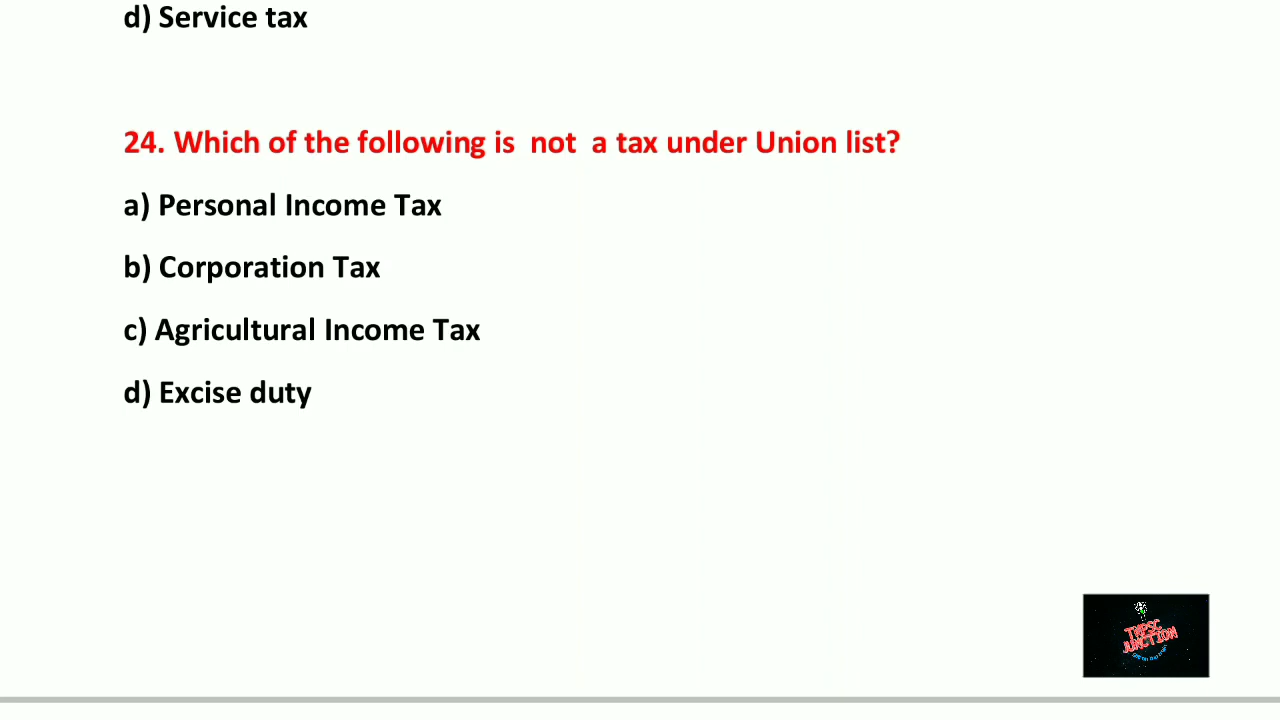 d) Service tax
24. Which of the following is not a tax under Union list?
a) Personal Income Tax
b) Corporation Tax
c) Agricultural Income Tax
d) Excise duty
TNPSC
JUNCTION